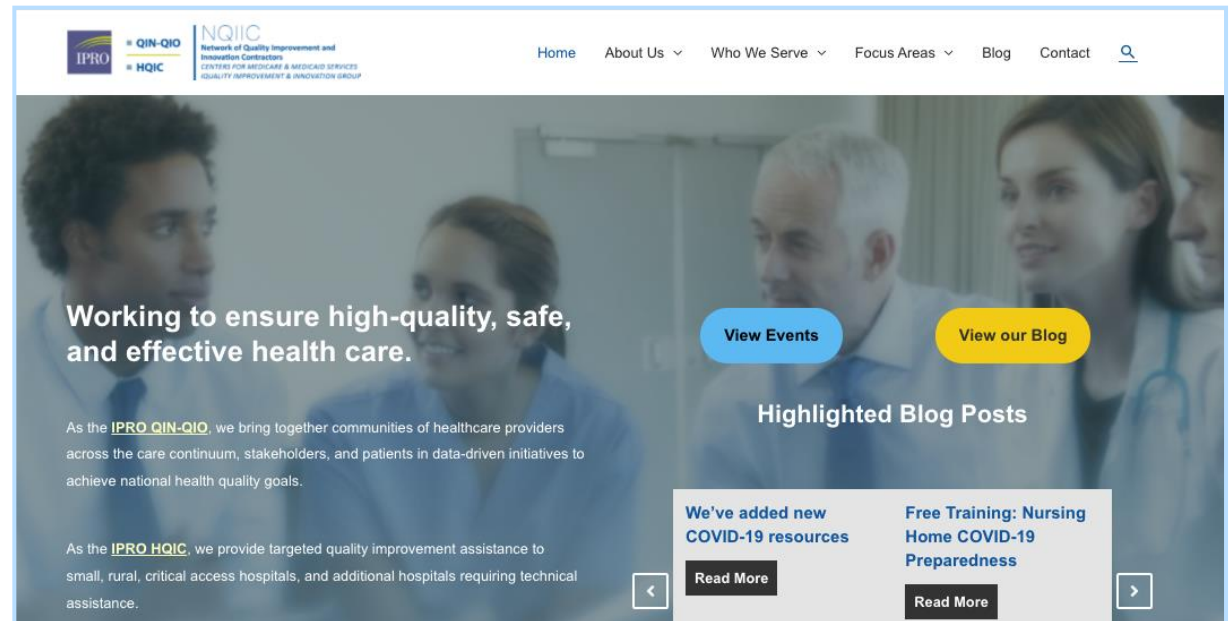 IPRO
QIN-QIO
HQIC
NQIIC
Network of Quality Improvement and
Innovation Contractors
CENTERS FOR MEDICARE & MEDICAID SERVICES
iQUALITY IMPROVEMENT & INNOVATION GROUP
Home About Us Who We Serve Focus Areas Blog Contact
Working to ensure high-quality, safe,
and effective health care.
As the IPRO QIN-QIO, we bring together communities of healthcare providers
across the care continuum, stakeholders, and patients in data-driven initiatives to
achieve national health quality goals.
As the IPRO HQIC, we provide targeted quality improvement assistance to
small, rural, critical access hospitals, and additional hospitals requiring technical
assistance.
View Events
View our Blog
Highlighted Blog Posts
We've added new
COVID-19 resources
Read More
Free Training: Nursing
Home COVID-19
Preparedness
Read More